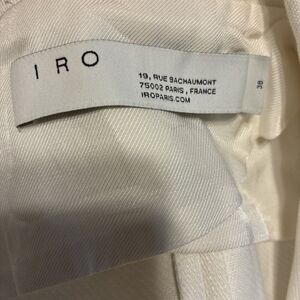 IRO
19, RUE BACHAUMONT
75002 PARIS, FRANCE
IROPARIS.COM
38